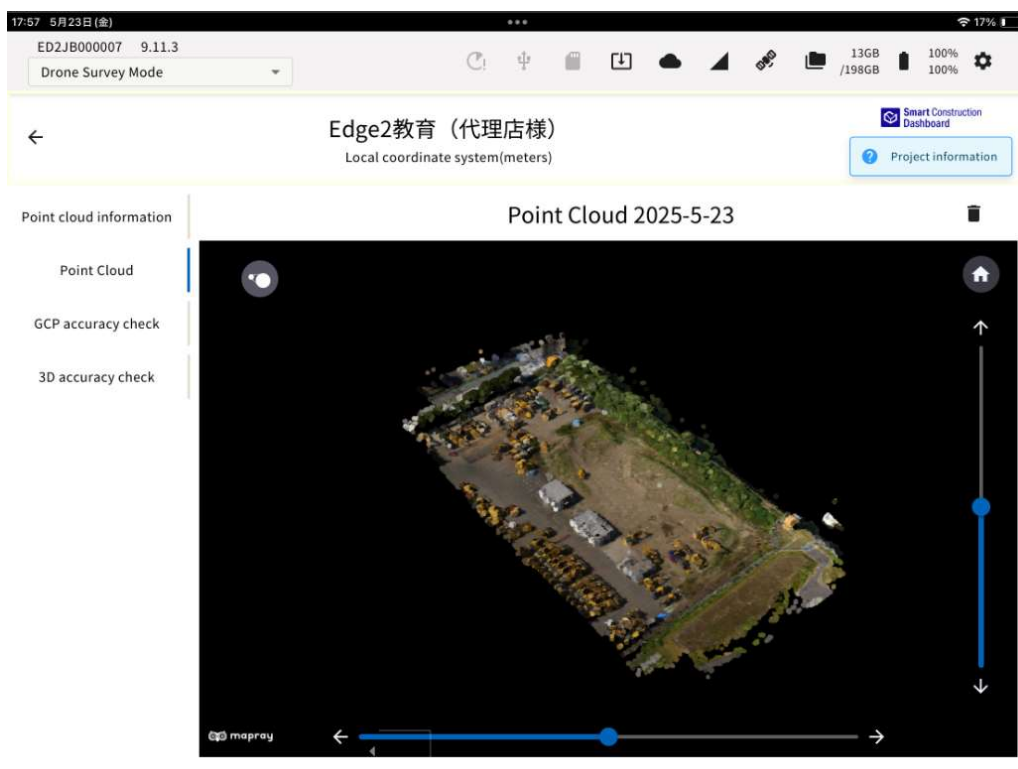 17:57 5月23日(金)
17%
ED2JB000007 9.11.3
Drone Survey Mode
13GB
/198GB
100%
100%
Edge2教育（代理店様）
Local coordinate system(meters)
Smart Construction
Dashboard
Project information
Point cloud information
Point Cloud
GCP accuracy check
3D accuracy check
Point Cloud 2025-5-23
mapray